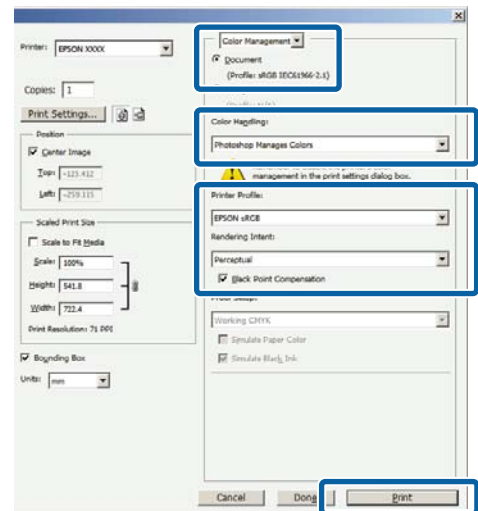 Printer: EPSON XXXX
Copies: 1
Print Settings...
Position
Center Image
Top: -125.412
Left: -259.115
Scaled Print Size
Scale to Fit Media
Scale: 100%
Height: 541.8
Width: 722.4
Print Resolution: 71 PPI
Bounding Box
Units: mm
Color Management
Document
(Profile: sRGB IEC61966-2.1)
Color Handling:
Photoshop Manages Colors
management in the print settings dialog box.
Printer Profile:
EPSON sRGB
Rendering Intent:
Perceptual
Black Point Compensation
Working CMYK
Simulate Paper Color
Simulate Black Ink
Cancel
Done
Print